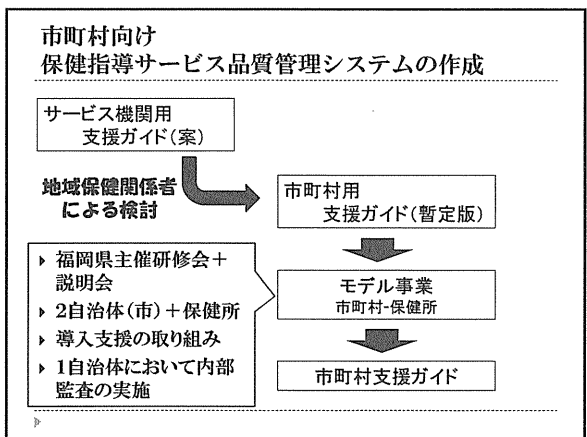 市町村向け
保健指導サービス品質管理システムの作成
サービス機関用
支援ガイド(案)
地域保健関係者
による検討
市町村用
支援ガイド(暫定版)
福岡県主催研修会+
説明会
2自治体(市)+保健所
導入支援の取り組み
1自治体において内部
監査の実施
モデル事業
市町村-保健所
市町村支援ガイド